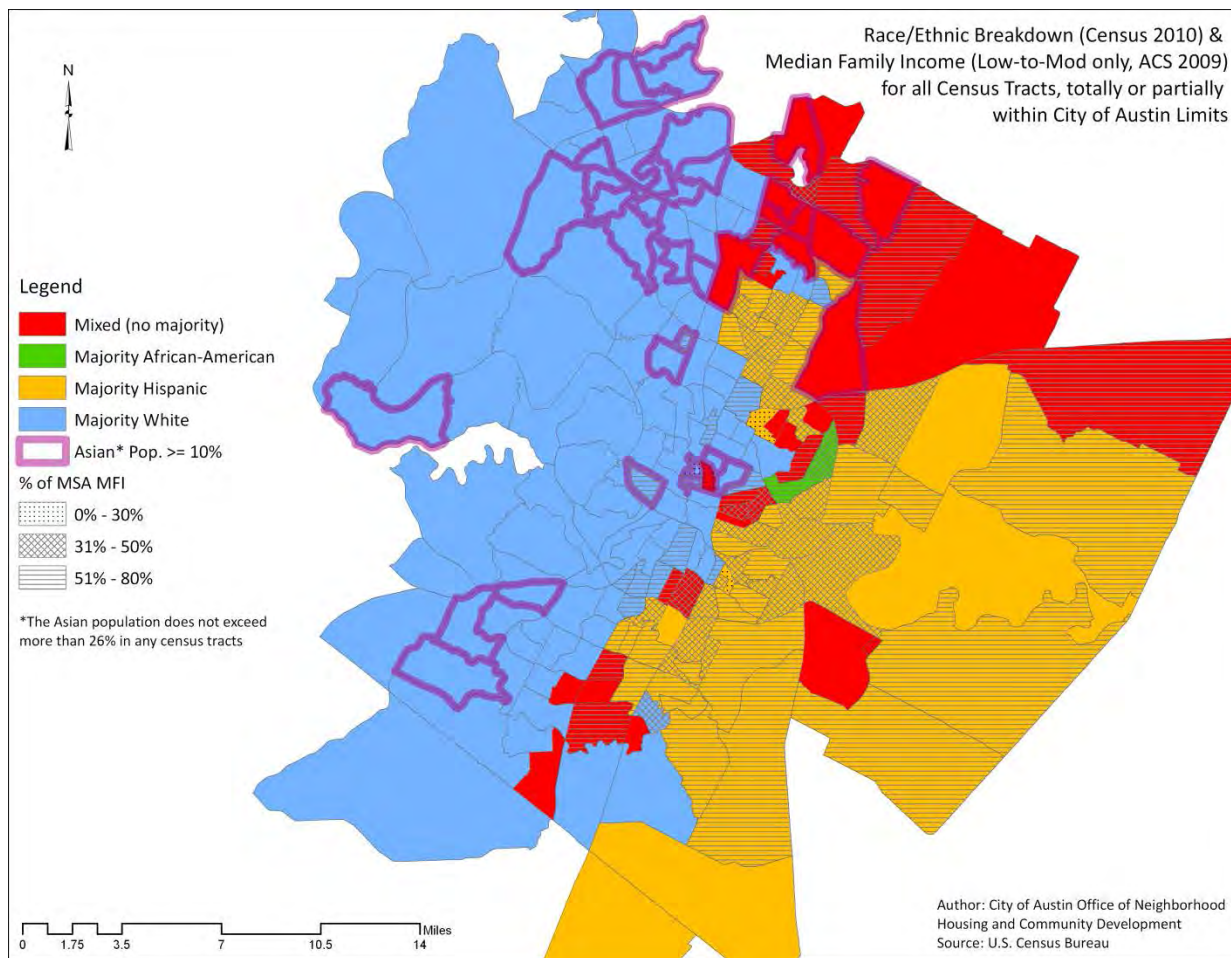 Race/Ethnic Breakdown (Census 2010) &
Median Family Income (Low-to-Mod only, ACS 2009)
for all Census Tracts, totally or partially
within City of Austin Limits
N
Legend
Mixed (no majority)
Majority African-American
Majority Hispanic
Majority White
Asian* Pop. >= 10%
% of MSA MFI
0% - 30%
31% - 50%
51% - 80%
*The Asian population does not exceed
more than 26% in any census tracts
Miles
0 1.75 3.5 7 10.5 14
Author: City of Austin Office of Neighborhood
Housing and Community Development
Source: U.S. Census Bureau